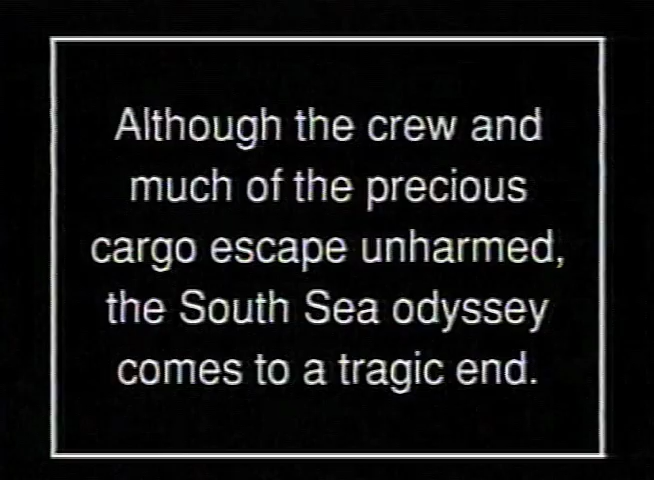 Although the crew and
much of the precious
cargo escape unharmed,
the South Sea odyssey
comes to a tragic end.